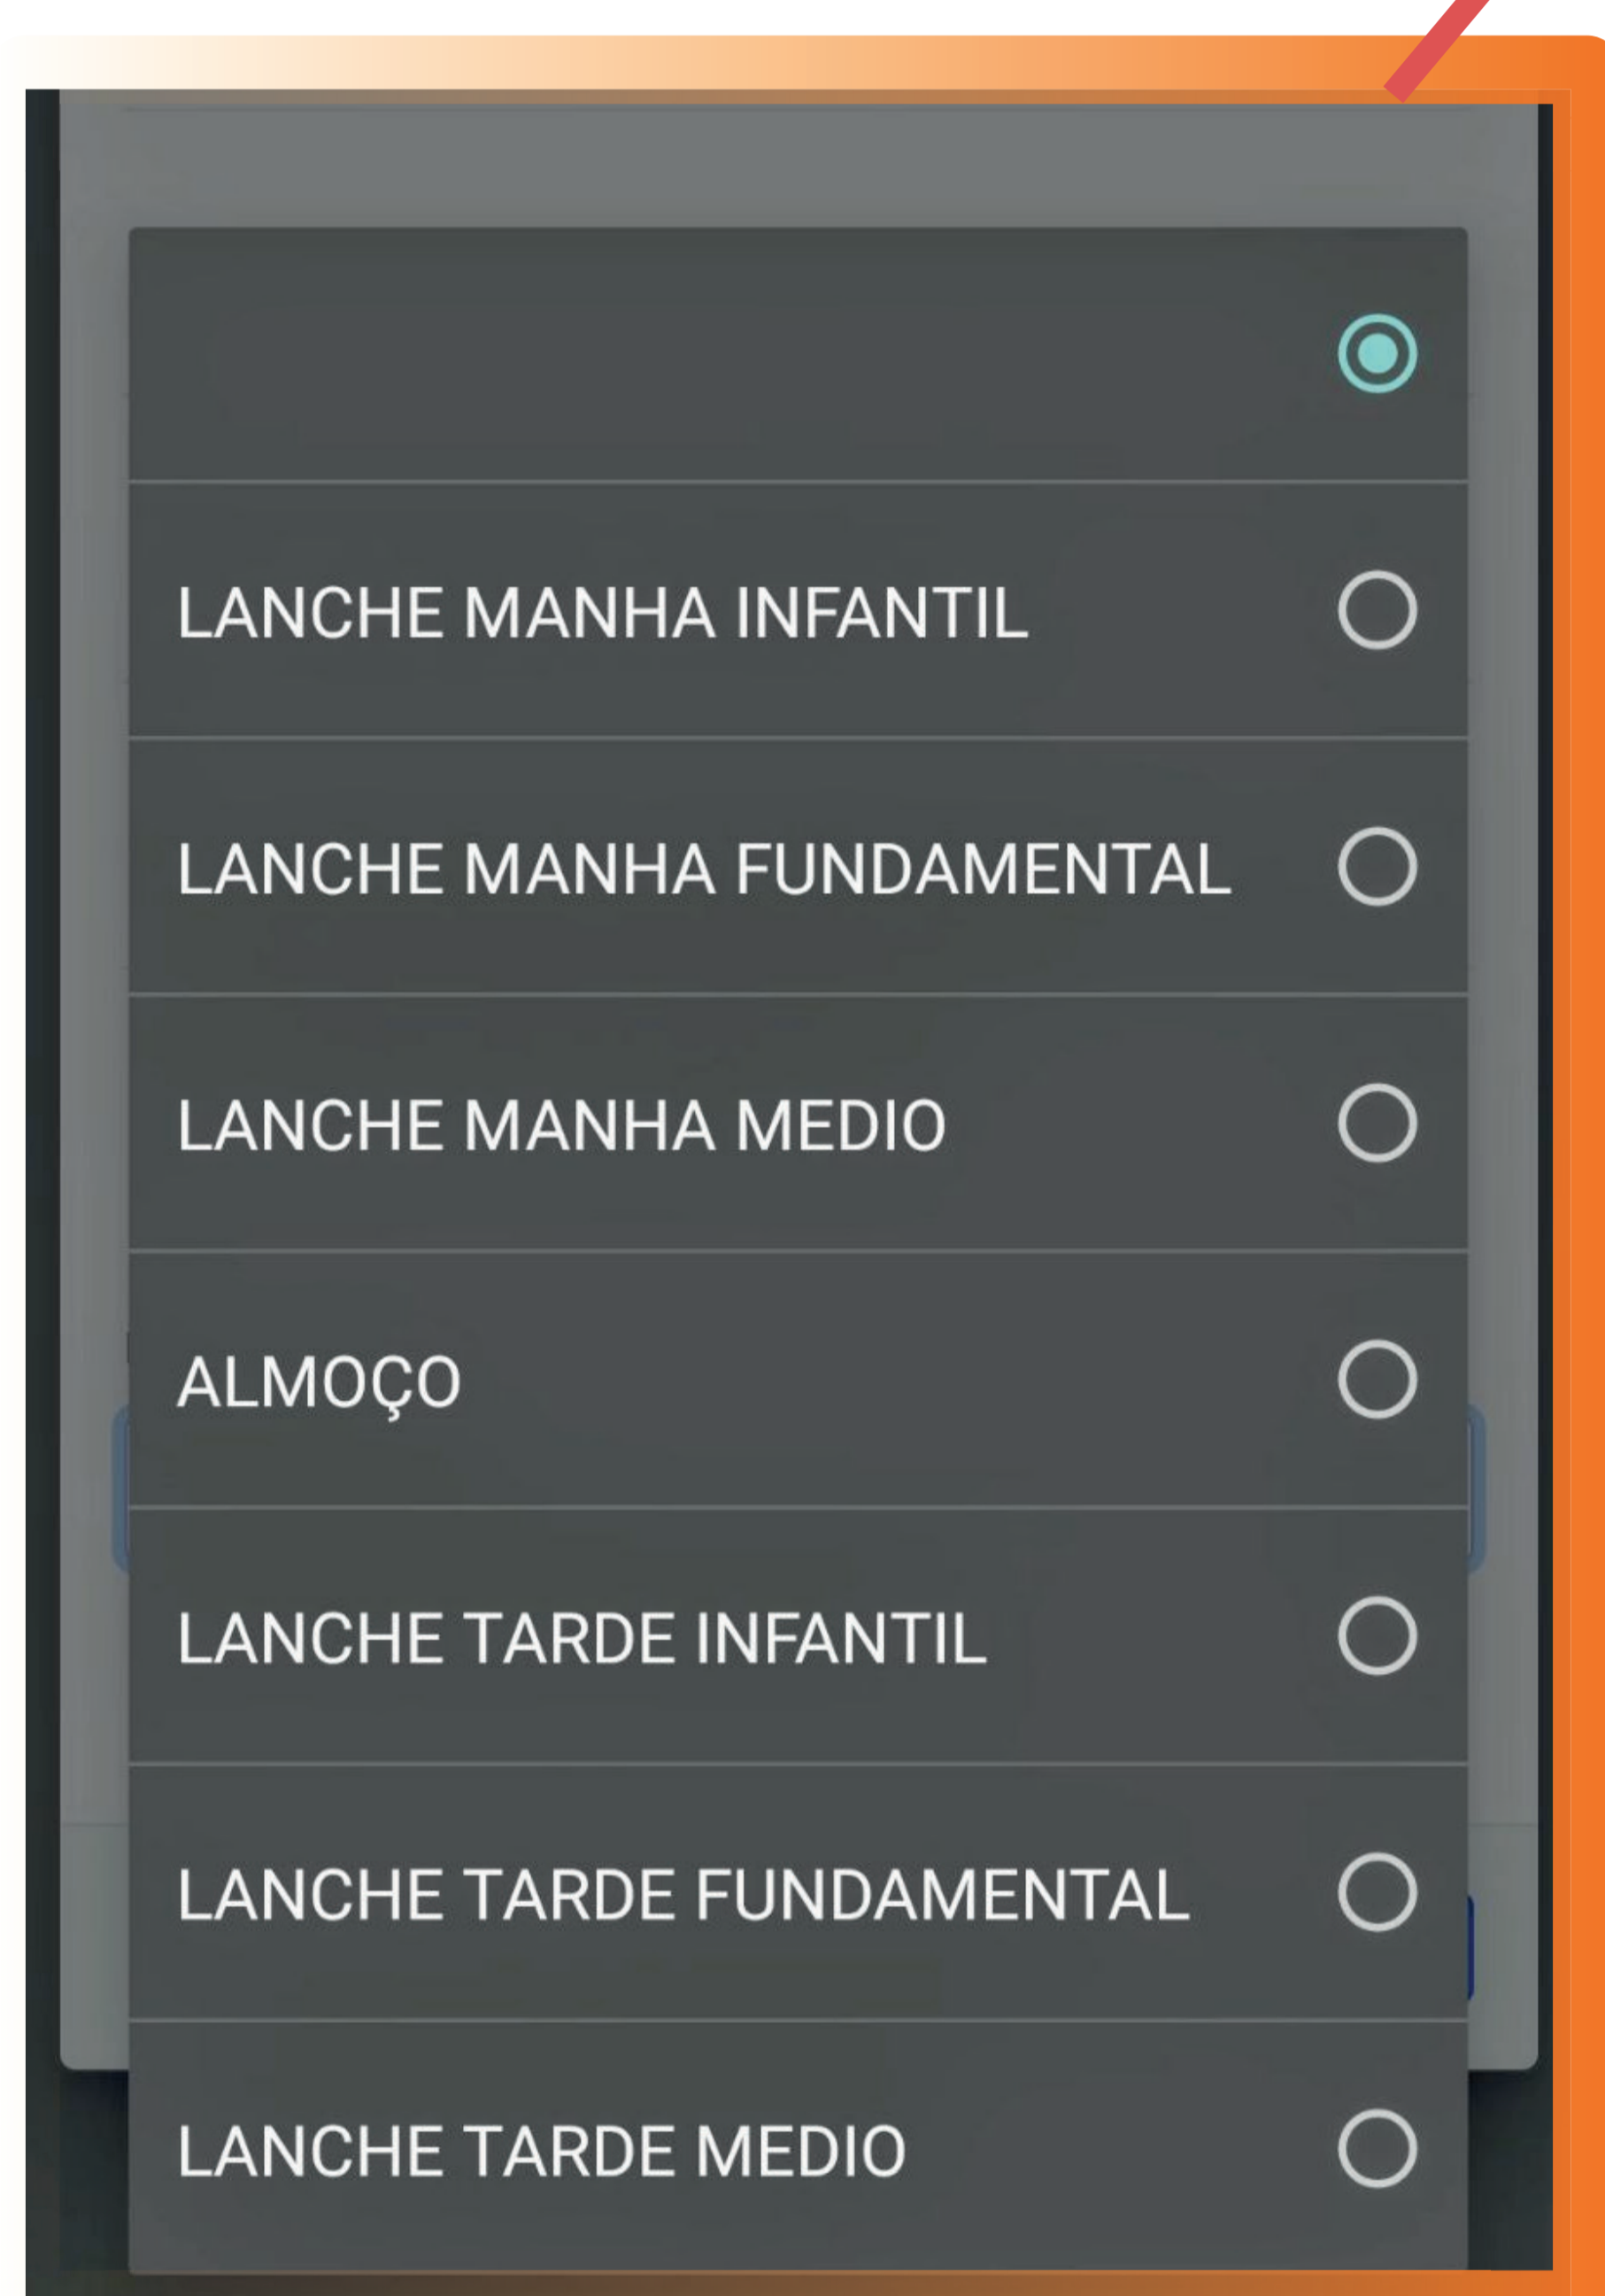 LANCHE MANHA INFANTIL
LANCHE MANHA FUNDAMENTAL
LANCHE MANHA MEDIO
ALMOÇO
LANCHE TARDE INFANTIL
LANCHE TARDE FUNDAMENTAL
LANCHE TARDE MEDIO